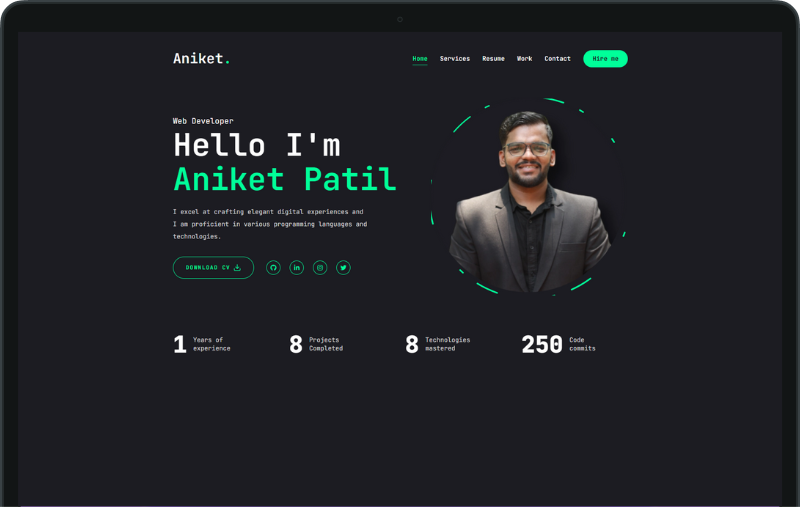 Aniket.
Home Services Resume Work Contact Hire me
Web Developer
Hello I'm
Aniket Patil
I excel at crafting elegant digital experiences and
I am proficient in various programming languages and
technologies.
DOWNLOAD CV
1 Years of
experience
8 Projects
Completed
8 Technologies
mastered
250 Code
commits